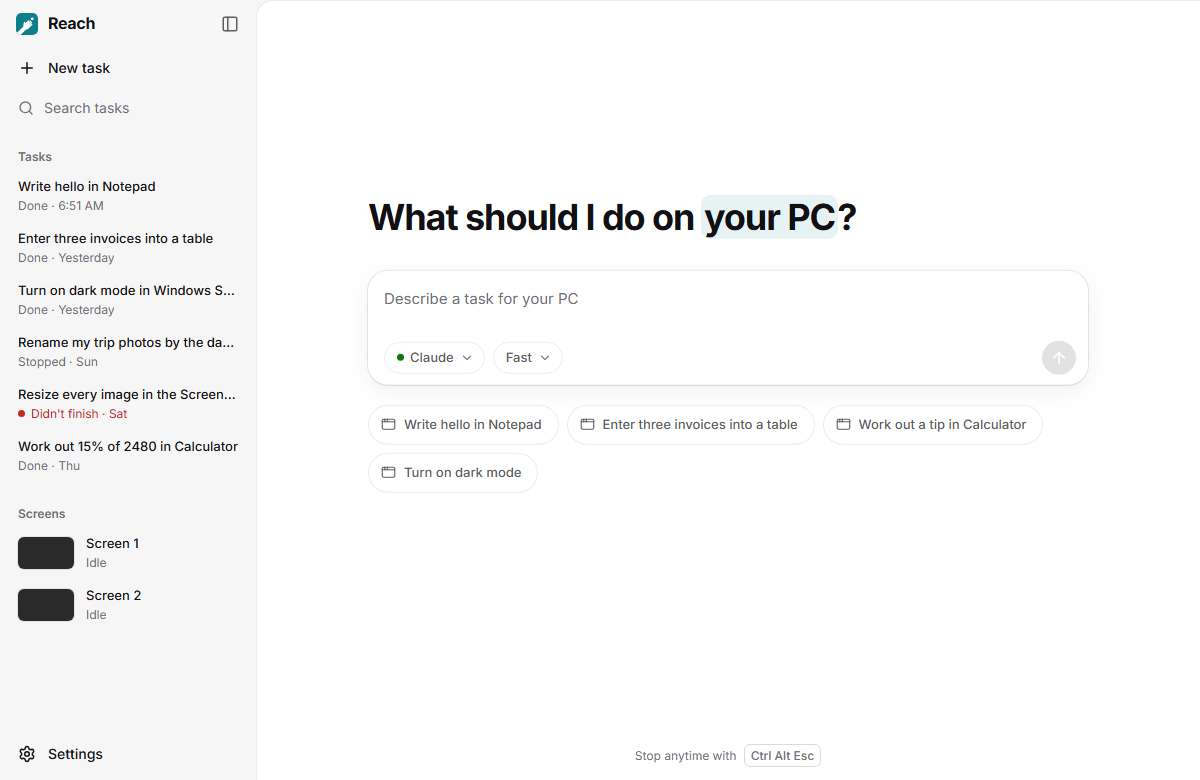 Reach
New task
Search tasks
Tasks
Write hello in Notepad
Done · 6:51 AM
Enter three invoices into a table
Done · Yesterday
Turn on dark mode in Windows S...
Done · Yesterday
Rename my trip photos by the da...
Stopped · Sun
Resize every image in the Screen...
Didn't finish · Sat
Work out 15% of 2480 in Calculator
Done · Thu
Screens
Screen 1
Idle
Screen 2
Idle
Settings
What should I do on your PC?
Describe a task for your PC
Claude Fast
Write hello in Notepad Enter three invoices into a table Work out a tip in Calculator
Turn on dark mode
Stop anytime with Ctrl Alt Esc